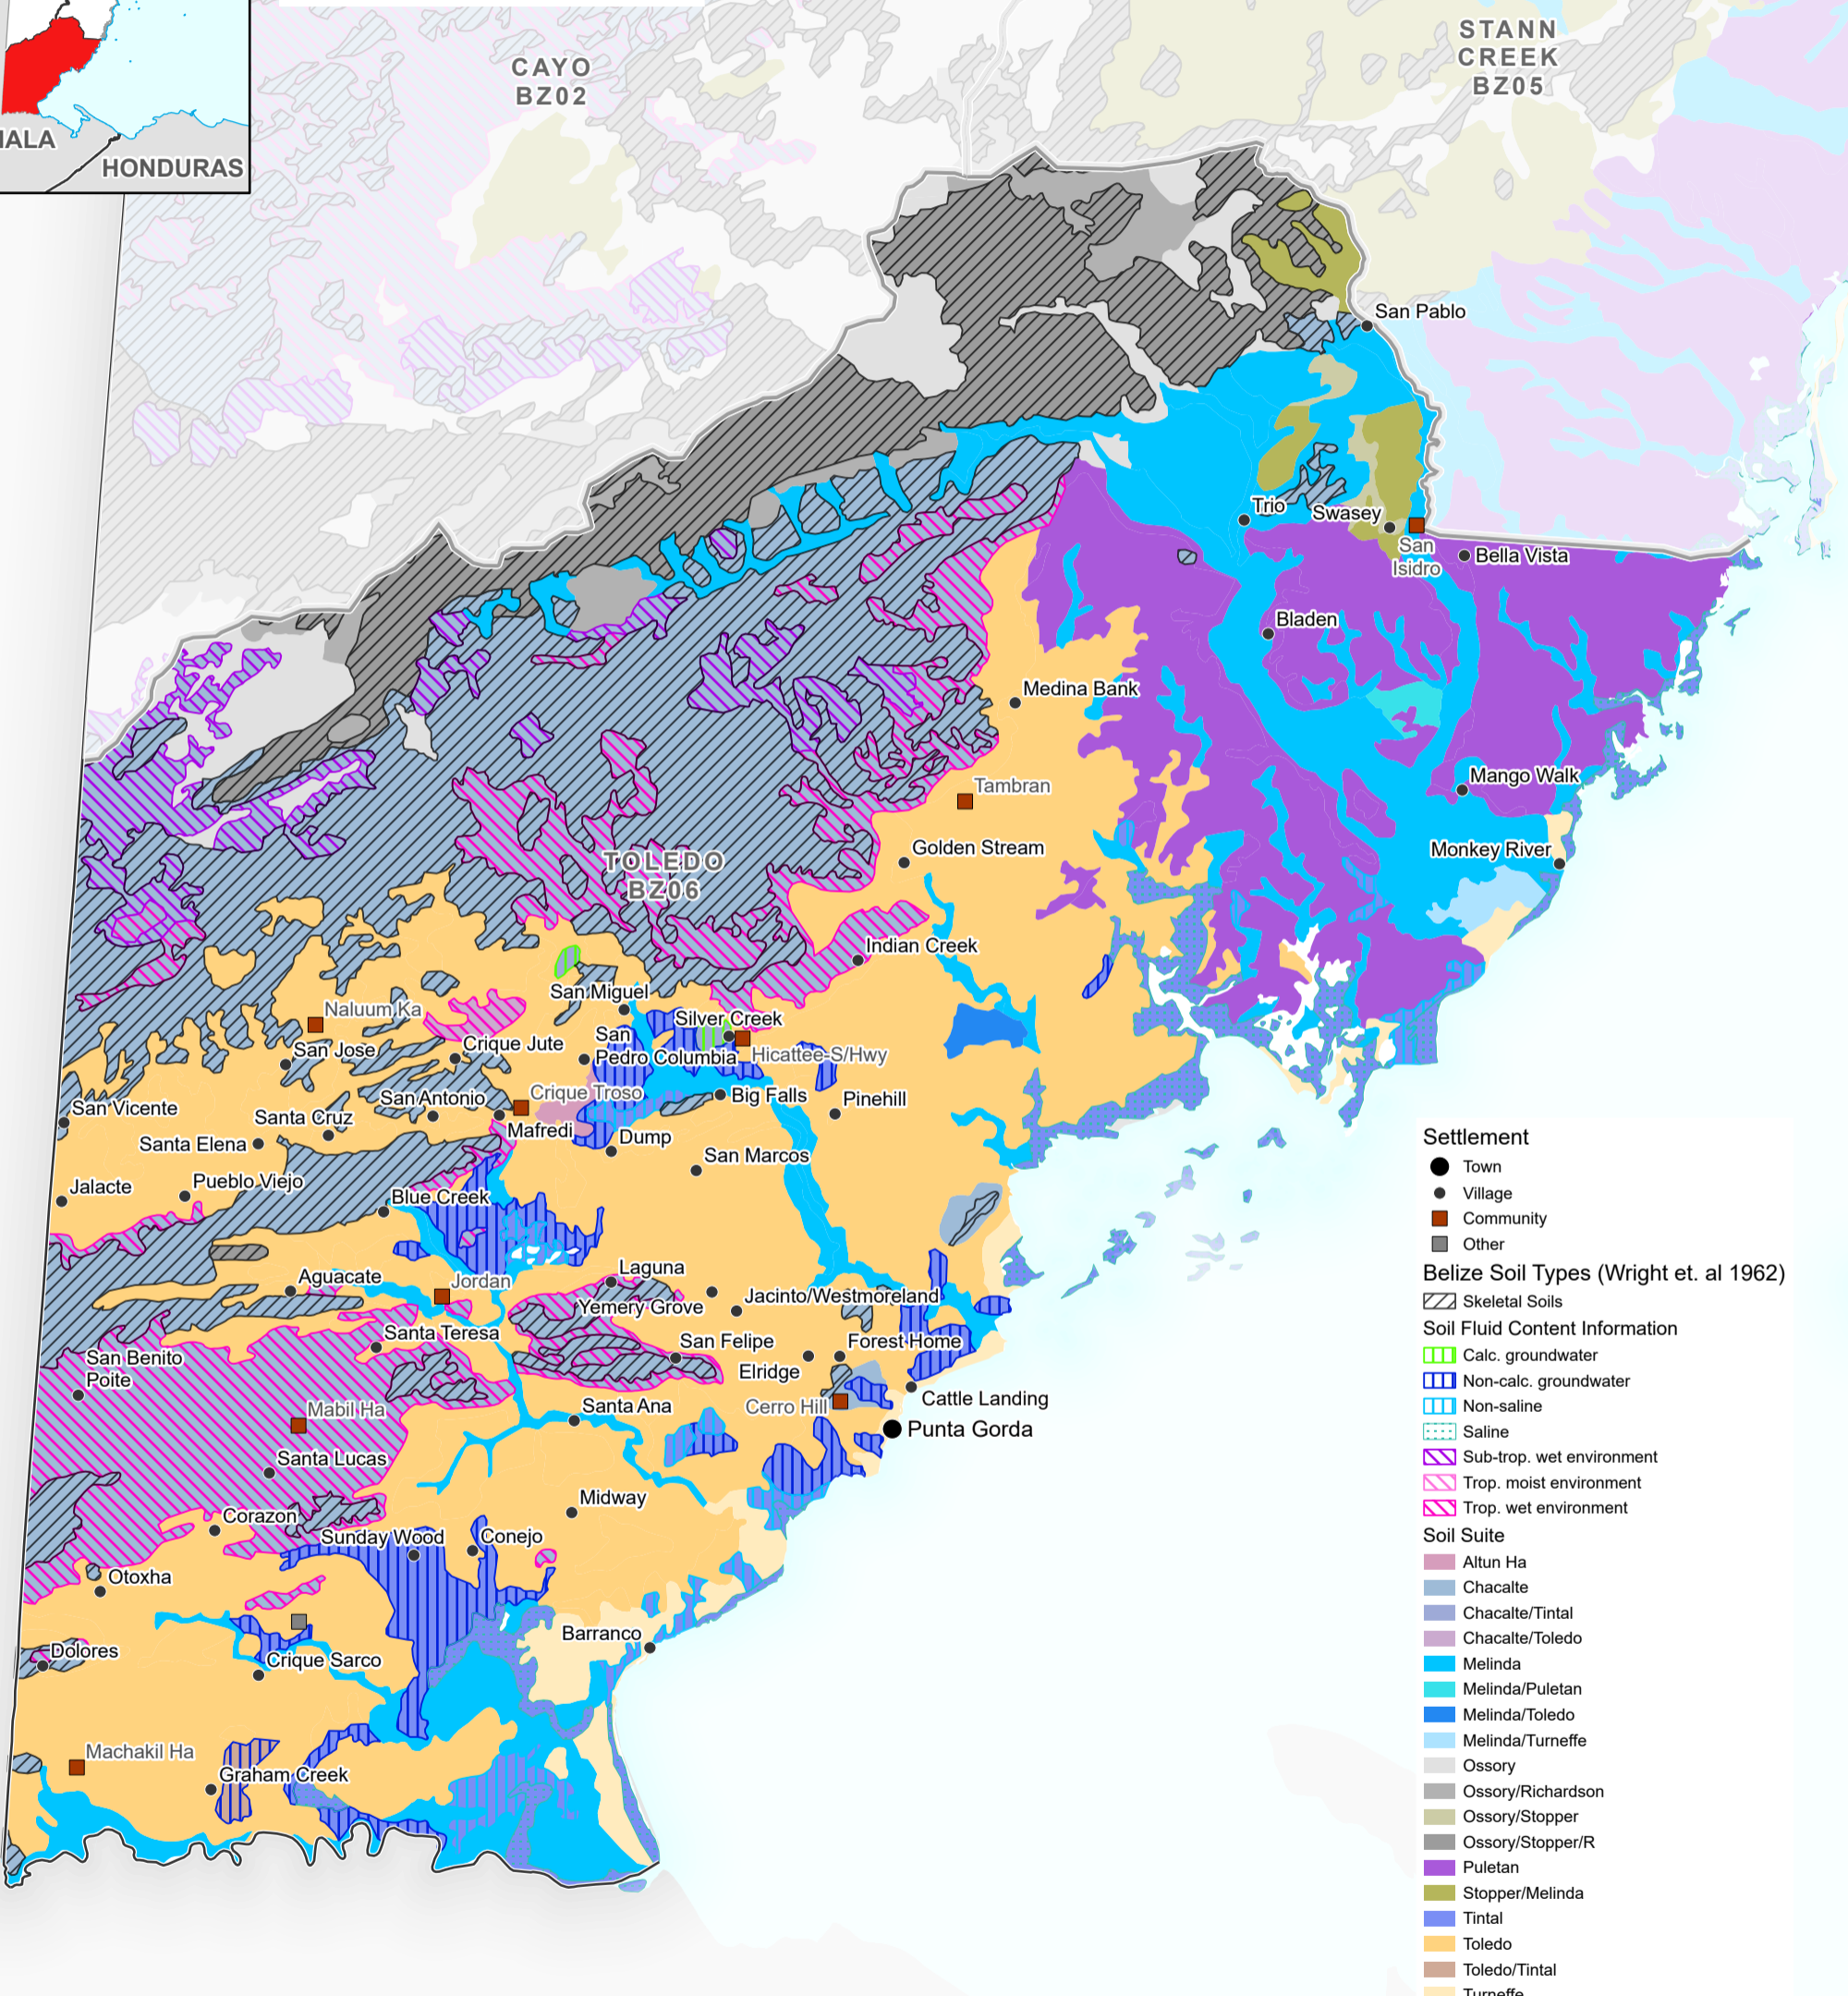 STANN
CREEK
BZ05
CAYO
BZ02
HONDURAS
San Pablo
Trio
Swasey
San
Isidro
Bella Vista
Bladen
Medina Bank
Mango Walk
Tambran
Golden Stream
Monkey River
TOLEDO
BZ06
Indian Creek
San Miguel
Naluum Ka
Silver Creek
San
Pedro Columbia
Hicattee-S/Hwy
San Jose
Crique Jute
Crique Troso
Big Falls
Pinehill
San Vicente
Santa Cruz
San Antonio
Mafredi
Dump
Santa Elena
San Marcos
Jalacte
Pueblo Viejo
Blue Creek
Laguna
Aguacate
Jordan
Yemery Grove
Jacinto/Westmoreland
Santa Teresa
San Felipe
Forest Home
San Benito
Poite
Elridge
Cattle Landing
Mabil Ha
Santa Ana
Cerro Hill
Punta Gorda
Santa Lucas
Midway
Corazon
Sunday Wood
Conejo
Otoxha
Barranco
Dolores
Crique Sarco
Machakil Ha
Graham Creek
Settlement
Town
Village
Community
Other
Belize Soil Types (Wright et. al 1962)
Skeletal Soils
Soil Fluid Content Information
Calc. groundwater
Non-calc. groundwater
Non-saline
Saline
Sub-trop. wet environment
Trop. moist environment
Trop. wet environment
Soil Suite
Altun Ha
Chacalte
Chacalte/Tintal
Chacalte/Toledo
Melinda
Melinda/Puletan
Melinda/Toledo
Melinda/Turneffe
Ossory
Ossory/Richardson
Ossory/Stopper
Ossory/Stopper/R
Puletan
Stopper/Melinda
Tintal
Toledo
Toledo/Tintal
Turneffe